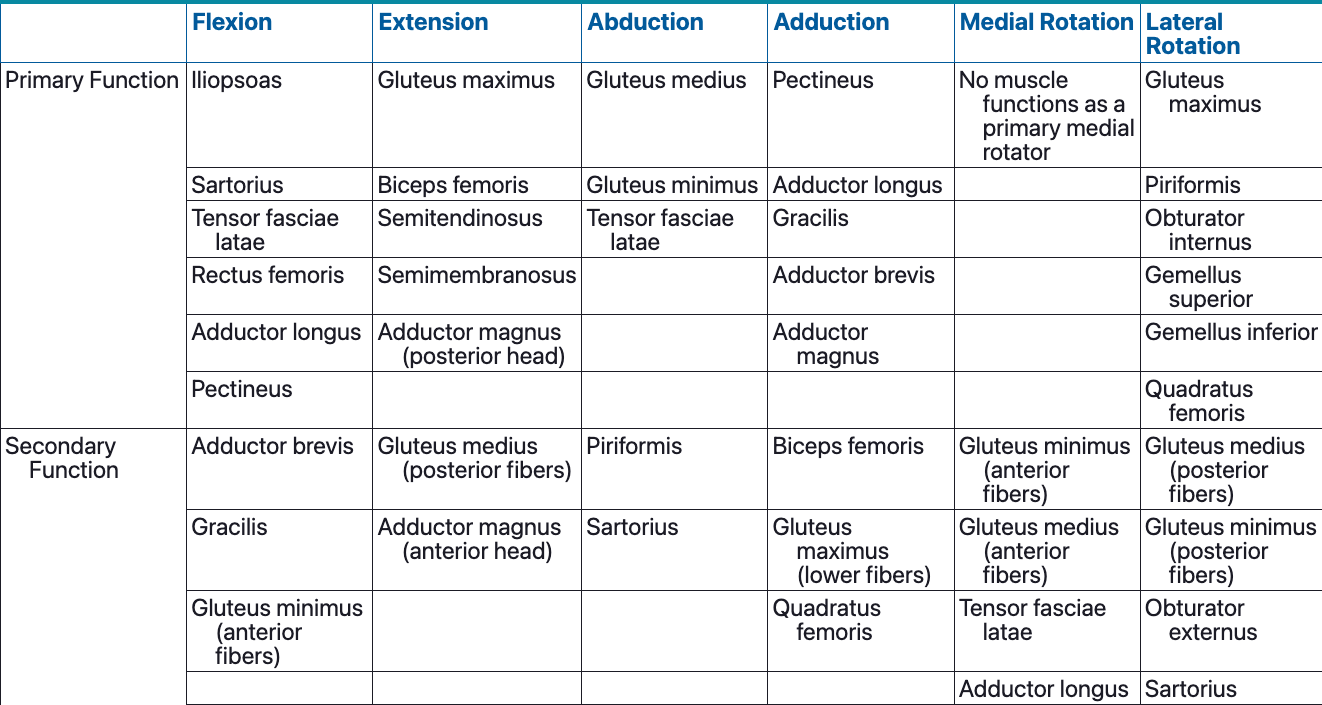 Flexion Extension Abduction Adduction Medial Rotation Lateral
Rotation
Primary Function Iliopsoas Gluteus maximus Gluteus medius Pectineus No muscle Gluteus
functions as a maximus
primary medial
rotator
Sartorius Biceps femoris Gluteus minimus Adductor longus Piriformis
Tensor fasciae Semitendinosus Tensor fasciae Gracilis Obturator
latae latae internus
Rectus femoris Semimembranosus Adductor brevis Gemellus
superior
Adductor longus Adductor magnus Adductor Gemellus inferior
(posterior head) magnus
Pectineus Quadratus
femoris
Secondary Adductor brevis Gluteus medius Piriformis Biceps femoris Gluteus minimus Gluteus medius
Function (posterior fibers) (anterior (posterior
fibers) fibers)
Gracilis Adductor magnus Sartorius Gluteus Gluteus medius Gluteus minimus
(anterior head) maximus (anterior (posterior
(lower fibers) fibers) fibers)
Gluteus minimus Quadratus Tensor fasciae Obturator
(anterior femoris latae externus
fibers)
Adductor longus Sartorius